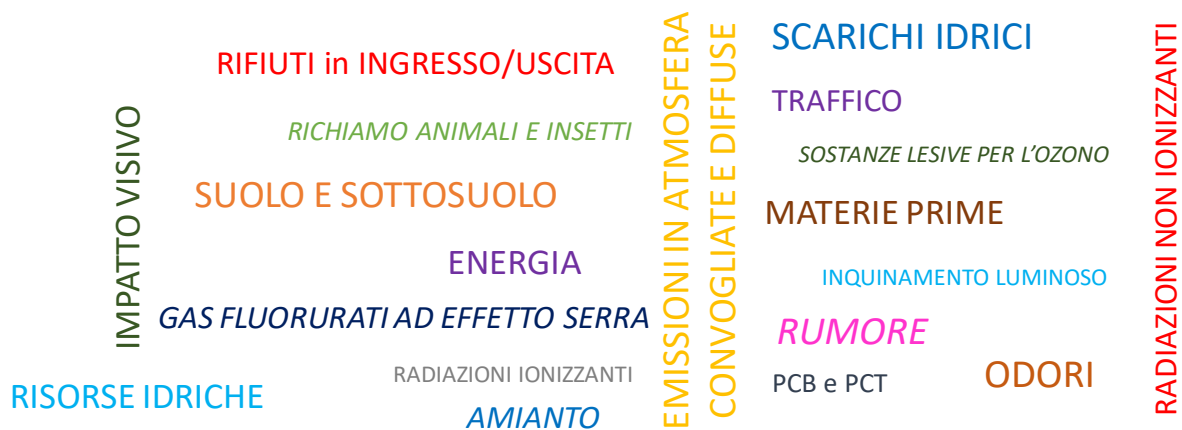 RIFIUTI in INGRESSO/USCITA
RICHIAMO ANIMALI E INSETTI
IMPATTO VISIVO
SUOLO E SOTTOSUOLO
ENERGIA
GAS FLUORURATI AD EFFETTO SERRA
RADIAZIONI IONIZZANTI
RISORSE IDRICHE
AMIANTO
EMISSIONI IN ATMOSFERA
CONVOGLIATE E DIFFUSE
SCARICHI IDRICI
TRAFFICO
SOSTANZE LESIVE PER L’OZONO
MATERIE PRIME
INQUINAMENTO LUMINOSO
RUMORE
PCB e PCT
ODORI
RADIAZIONI NON IONIZZANTI